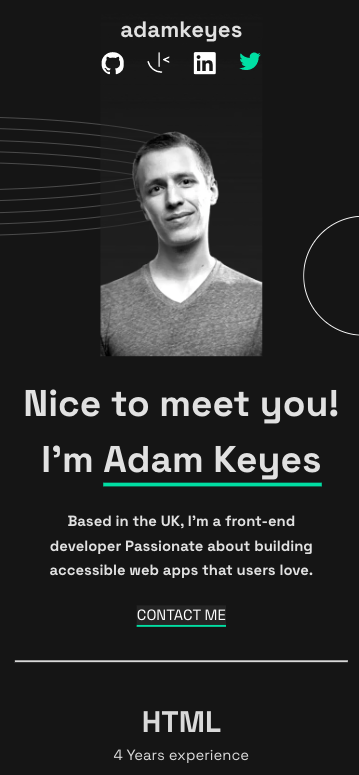 adamkeyes
Nice to meet you!
I'm Adam Keyes
Based in the UK, I'm a front-end
developer Passionate about building
accessible web apps that users love.
CONTACT ME
HTML
4 Years experience